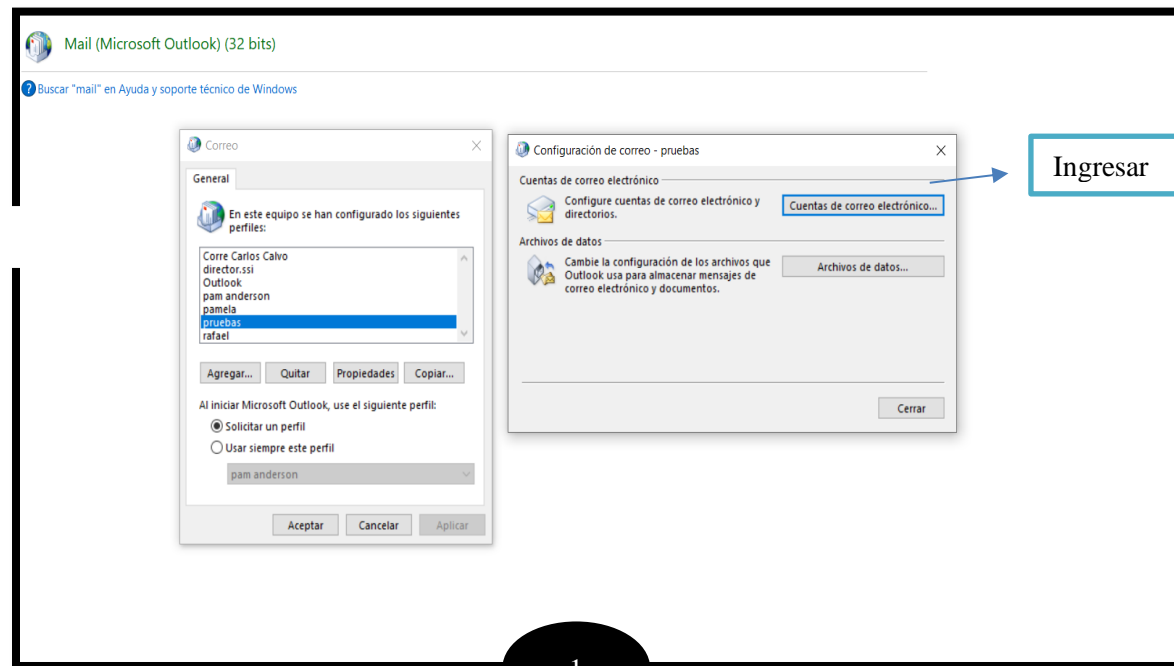 Mail (Microsoft Outlook) (32 bits)
Buscar "mail" en Ayuda y soporte técnico de Windows
Correo
General
En este equipo se han configurado los siguientes
perfiles:
Corre Carlos Calvo
director.ssi
Outlook
pam anderson
pamela
pruebas
rafael
Agregar...
Quitar
Propiedades
Copiar...
Al iniciar Microsoft Outlook, use el siguiente perfil:
Solicitar un perfil
Usar siempre este perfil
pam anderson
Aceptar
Cancelar
Aplicar
Configuración de correo - pruebas
Cuentas de correo electrónico
Configure cuentas de correo electrónico y
directorios.
Cuentas de correo electrónico...
Archivos de datos
Cambie la configuración de los archivos que
Outlook usa para almacenar mensajes de
correo electrónico y documentos.
Archivos de datos...
Cerrar
Ingresar
1